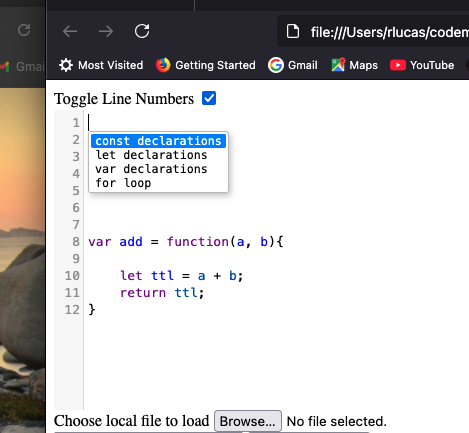 file:///Users/rlucas/codem
Gmai
Most Visited Getting Started Gmail Maps YouTube
Toggle Line Numbers
1
2 const declarations
3 let declarations
4 var declarations
5 for loop
6
7
8 var add = function(a, b){
9
10 let ttl = a + b;
11 return ttl;
12 }
Choose local file to load Browse... No file selected.